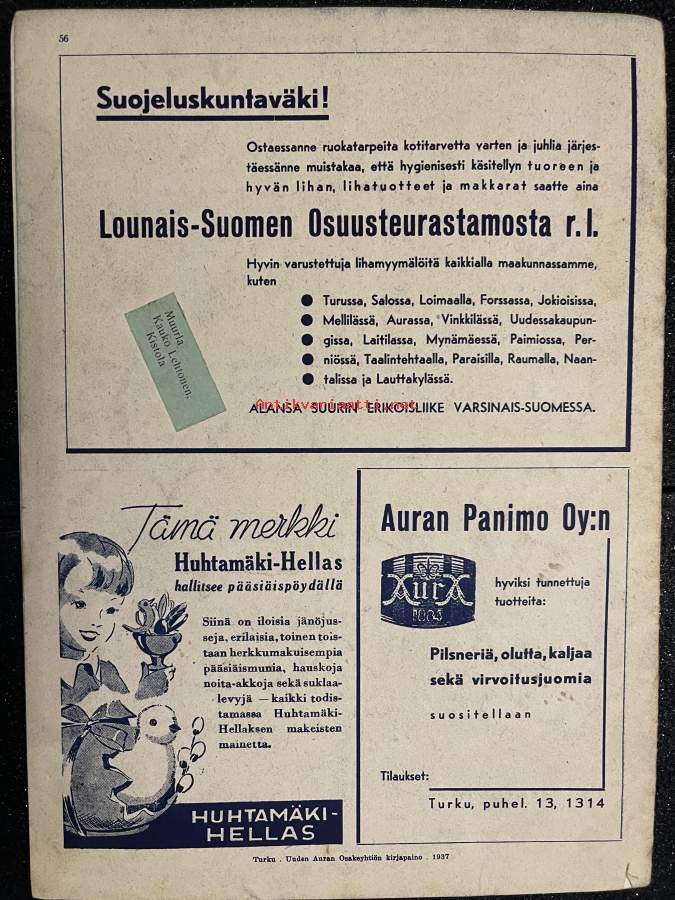 56
Suojeluskuntaväki!
Ostaessanne ruokatarpeita kotitarvetta varten ja juhlia järjes-
täessänne muistakaa, että hygienisesti käsitellyn tuoreen ja
hyvän lihan, lihatuotteet ja makkarat saatte aina
Lounais-Suomen Osuusteurastamosta r.l.
Hyvin varustettuja lihamyymälöitä kaikkialla maakunnassamme,
kuten
● Turussa, Salossa, Loimaalla, Forssassa, Jokioisissa,
● Mellilässä, Aurassa, Vinkkilässä, Uudessakaupun-
● gissa, Laitilassa, Mynämäessä, Paimiossa, Per-
● niössä, Taalintehtaalla, Paraisilla, Raumalla, Naan-
● talissa ja Lauttakylässä.
Muurla
Kauko Lehtonen,
Kistola
Antikvariaatti.net
ALANSA SUURIN ERIKOISLIIKE VARSINAIS-SUOMESSA.
Tämä merkki
Huhtamäki-Hellas
hallitsee pääsiäispöydällä
Siinä on iloisia jänöjus-
seja, erilaisia, toinen tois-
taan herkkumakuisempia
pääsiäismunia, hauskoja
noita-akkoja sekä suklaa-
levyjä — kaikki todis-
tamassa Huhtamäki-
Hellaksen makeisten
mainetta.
HUHTAMÄKI-
HELLAS
Auran Panimo Oy:n
AurA
hyviksi tunnettuja
tuotteita:
Pilsneriä, olutta, kaljaa
sekä virvoitusjuomia
suositellaan
Tilaukset:
Turku, puhel. 13, 1314
Turku . Uuden Auran Osakeyhtiön kirjapaino . 1937